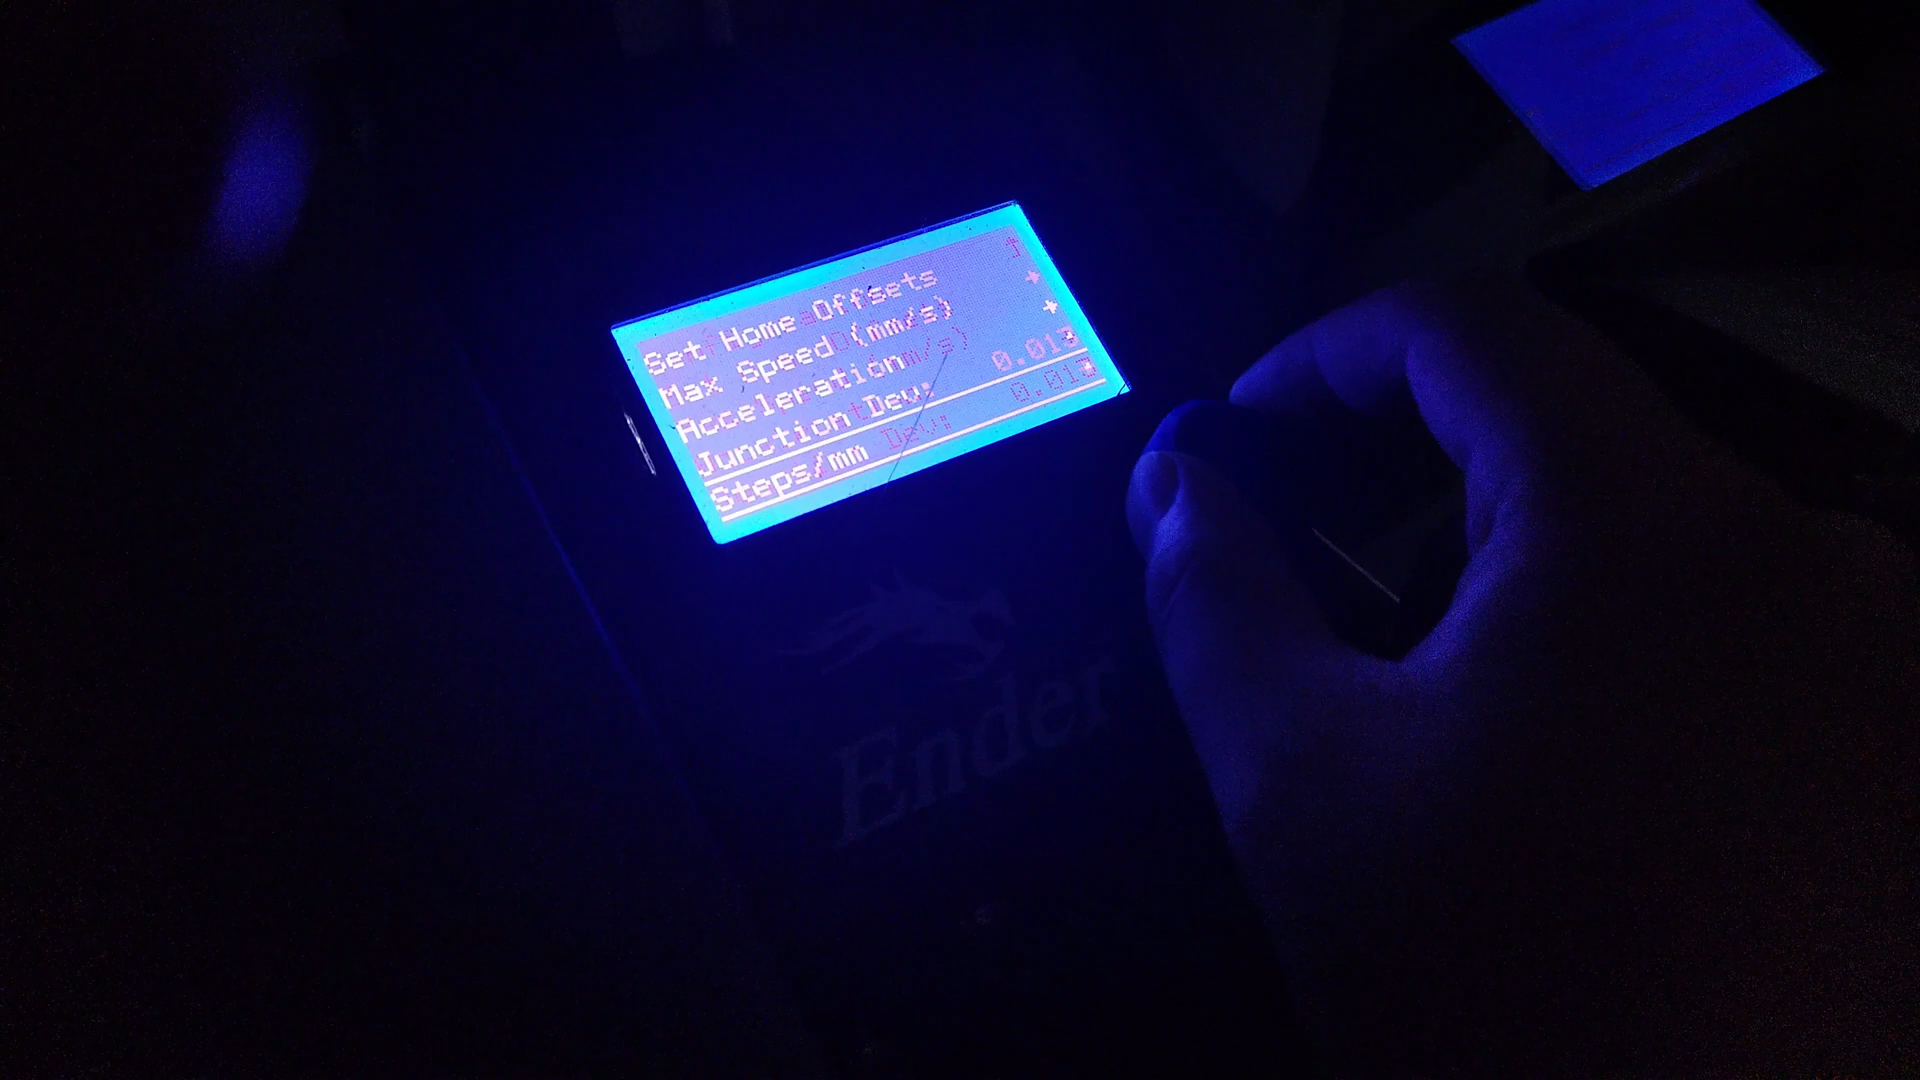 Set Home Offsets
Max Speed (mm/s)
Acceleration
Junction Dev: 0.013
Steps/mm
Ender